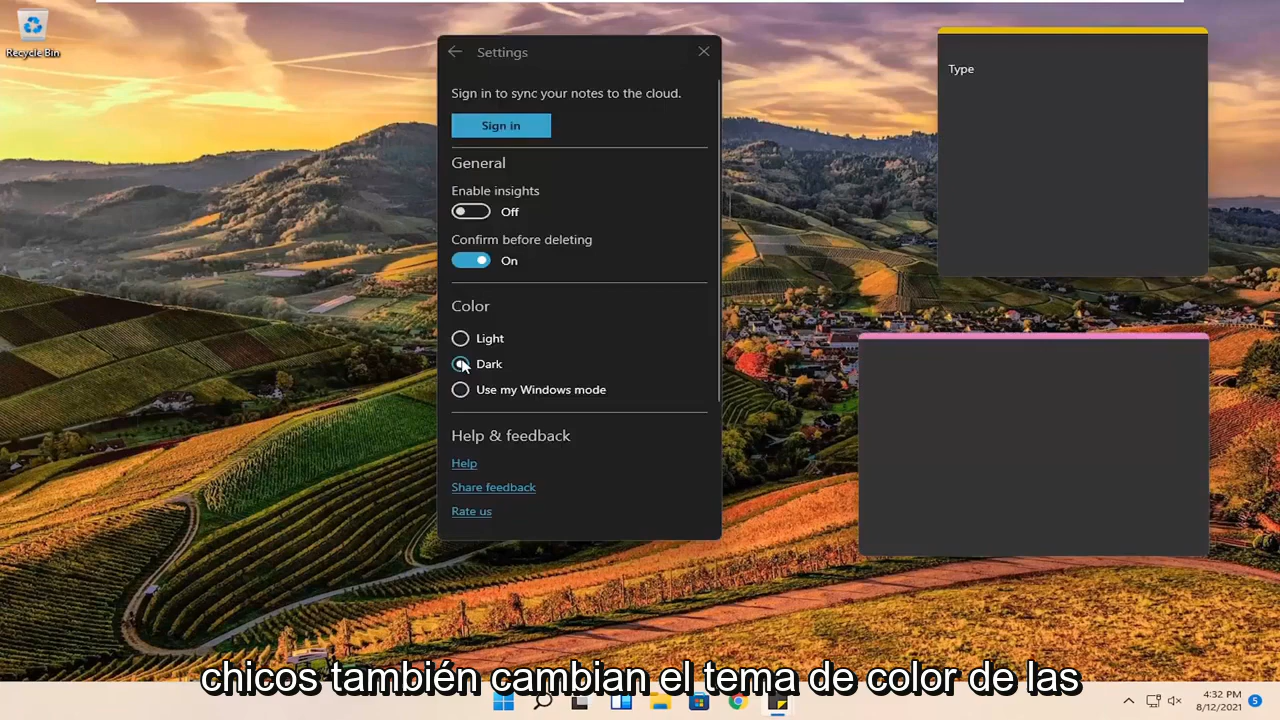 Recycle Bin
Settings
Sign in to sync your notes to the cloud.
Sign in
General
Enable insights
Off
Confirm before deleting
On
Color
Light
Dark
Use my Windows mode
Help & feedback
Help
Share feedback
Rate us
Type
chicos también cambian el tema de color de las
4:32 PM
8/12/2021
5